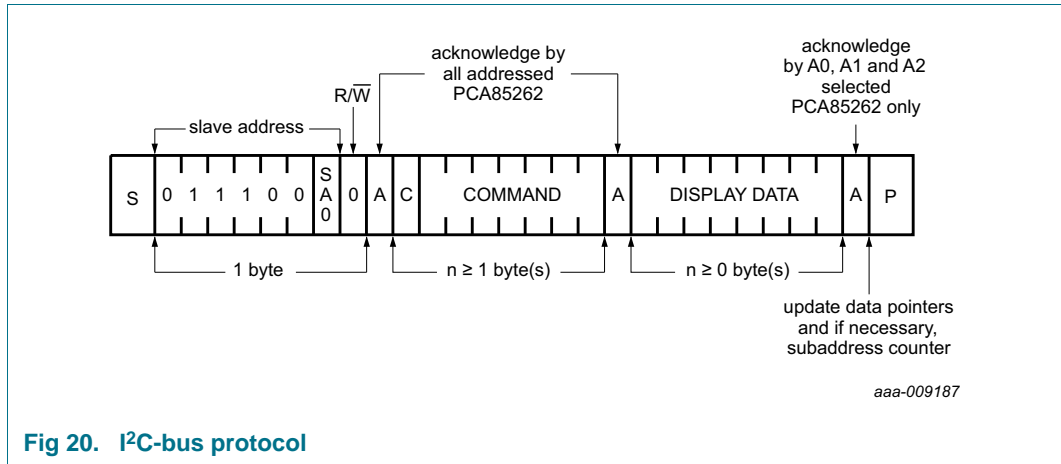 acknowledge by
all addressed
PCA85262
acknowledge
by A0, A1 and A2
selected
PCA85262 only
R/W̅
slave address
S 0 1 1 1 0 0 SA0 0 A C COMMAND A DISPLAY DATA A P
1 byte
n ≥ 1 byte(s)
n ≥ 0 byte(s)
update data pointers
and if necessary,
subaddress counter
aaa-009187
Fig 20. I²C-bus protocol